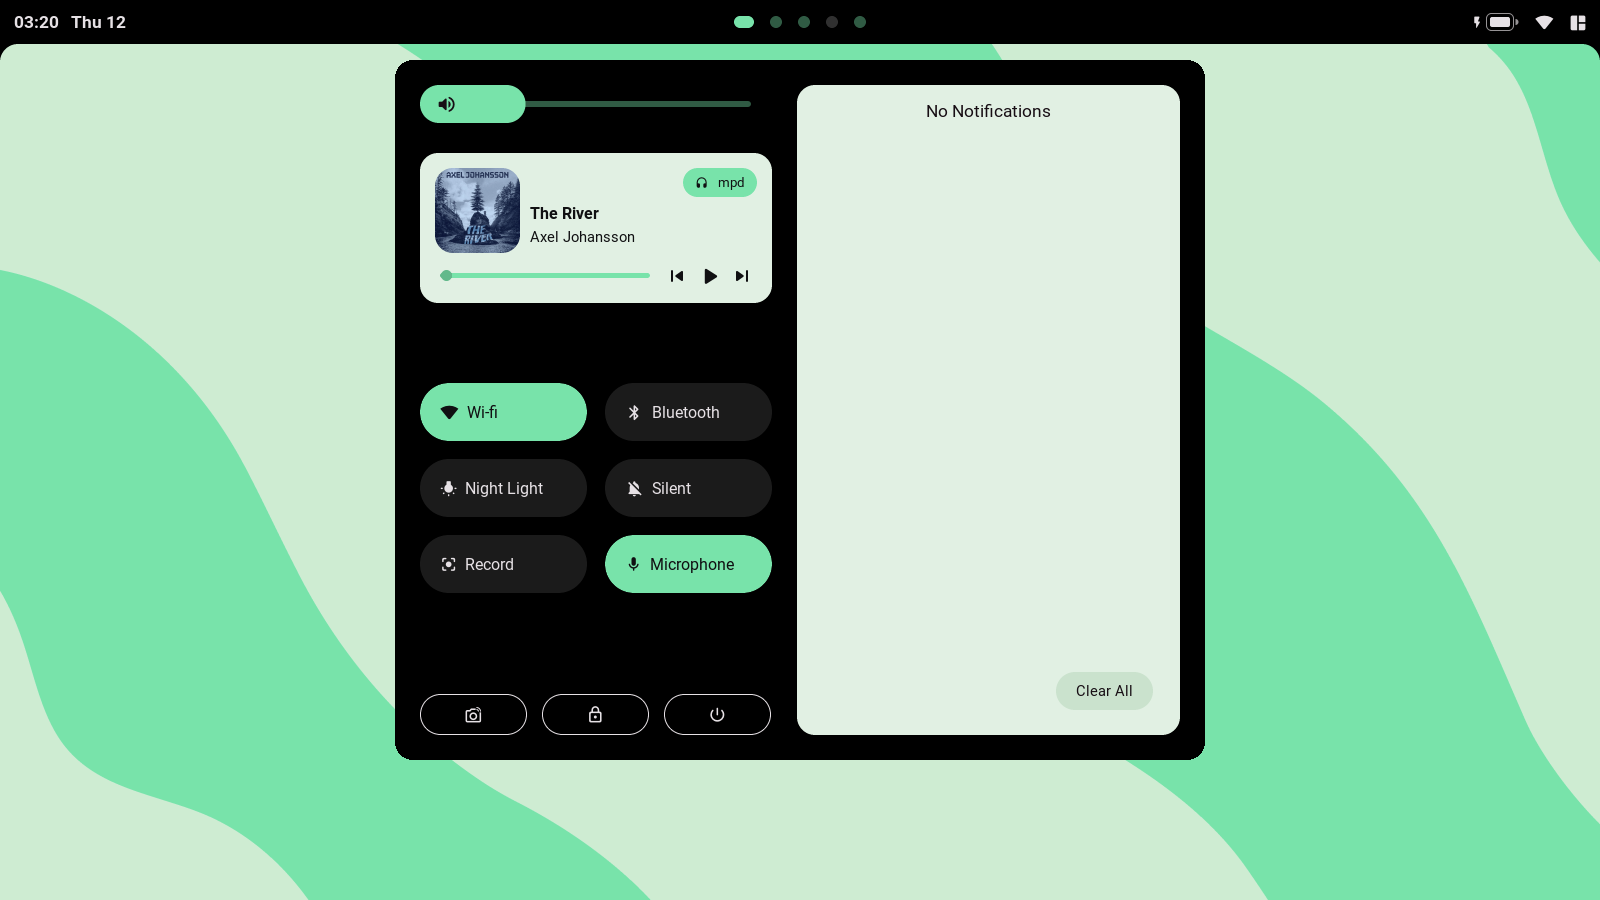 03:20 Thu 12
No Notifications
AXEL JOHANSSON
THE
RIVER
mpd
The River
Axel Johansson
Wi-fi
Bluetooth
Night Light
Silent
Record
Microphone
Clear All